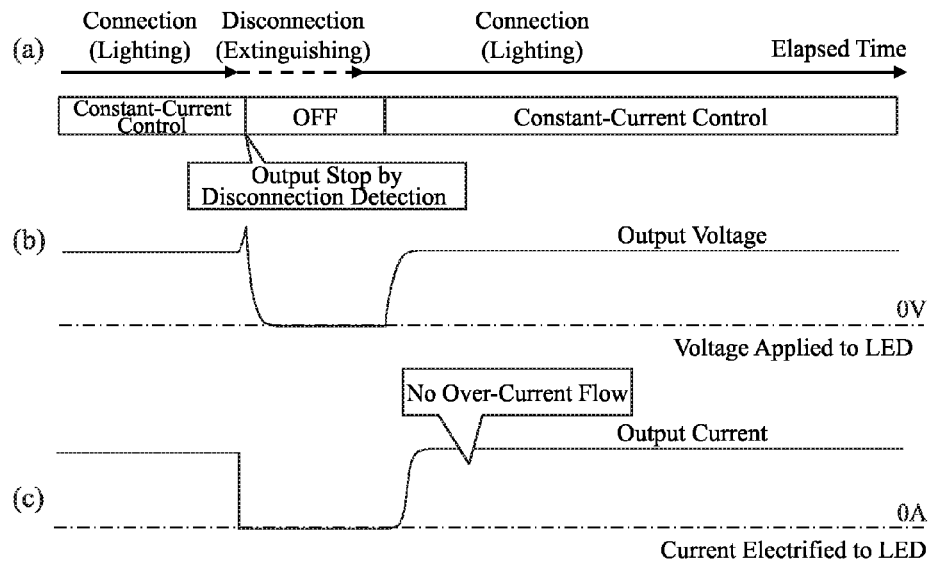 Connection
(Lighting)
Disconnection
(Extinguishing)
Connection
(Lighting)
Elapsed Time
(a)
Constant-Current
Control
OFF
Constant-Current Control
Output Stop by
Disconnection Detection
(b)
Output Voltage
0V
Voltage Applied to LED
No Over-Current Flow
Output Current
(c)
0A
Current Electrified to LED